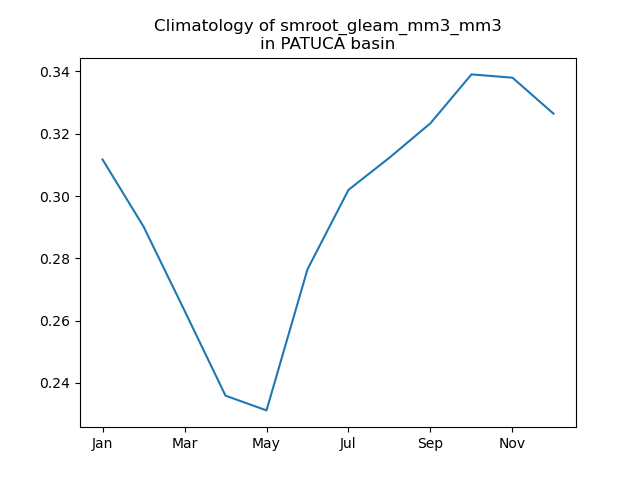 Climatology of smroot_gleam_mm3_mm3
in PATUCA basin
0.34
0.32
0.30
0.28
0.26
0.24
Jan Mar May Jul Sep Nov